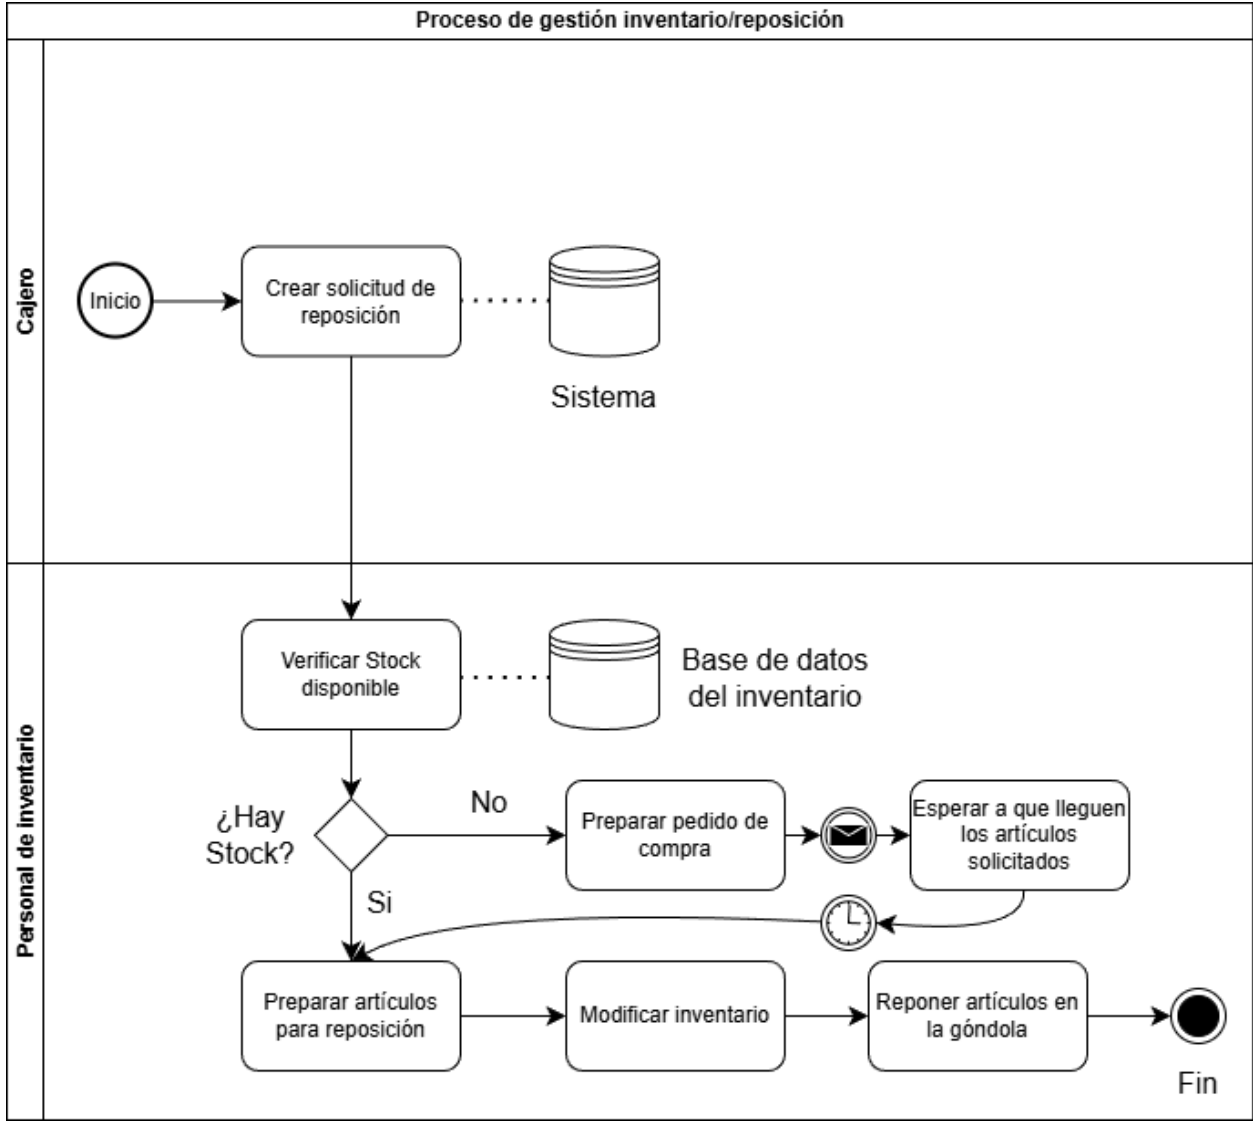 Proceso de gestión inventario/reposición
Cajero
Inicio
Crear solicitud de
reposición
Sistema
Personal de inventario
Verificar Stock
disponible
Base de datos
del inventario
¿Hay
Stock?
No
Si
Preparar pedido de
compra
Esperar a que lleguen
los artículos
solicitados
Preparar artículos
para reposición
Modificar inventario
Reponer artículos en
la góndola
Fin